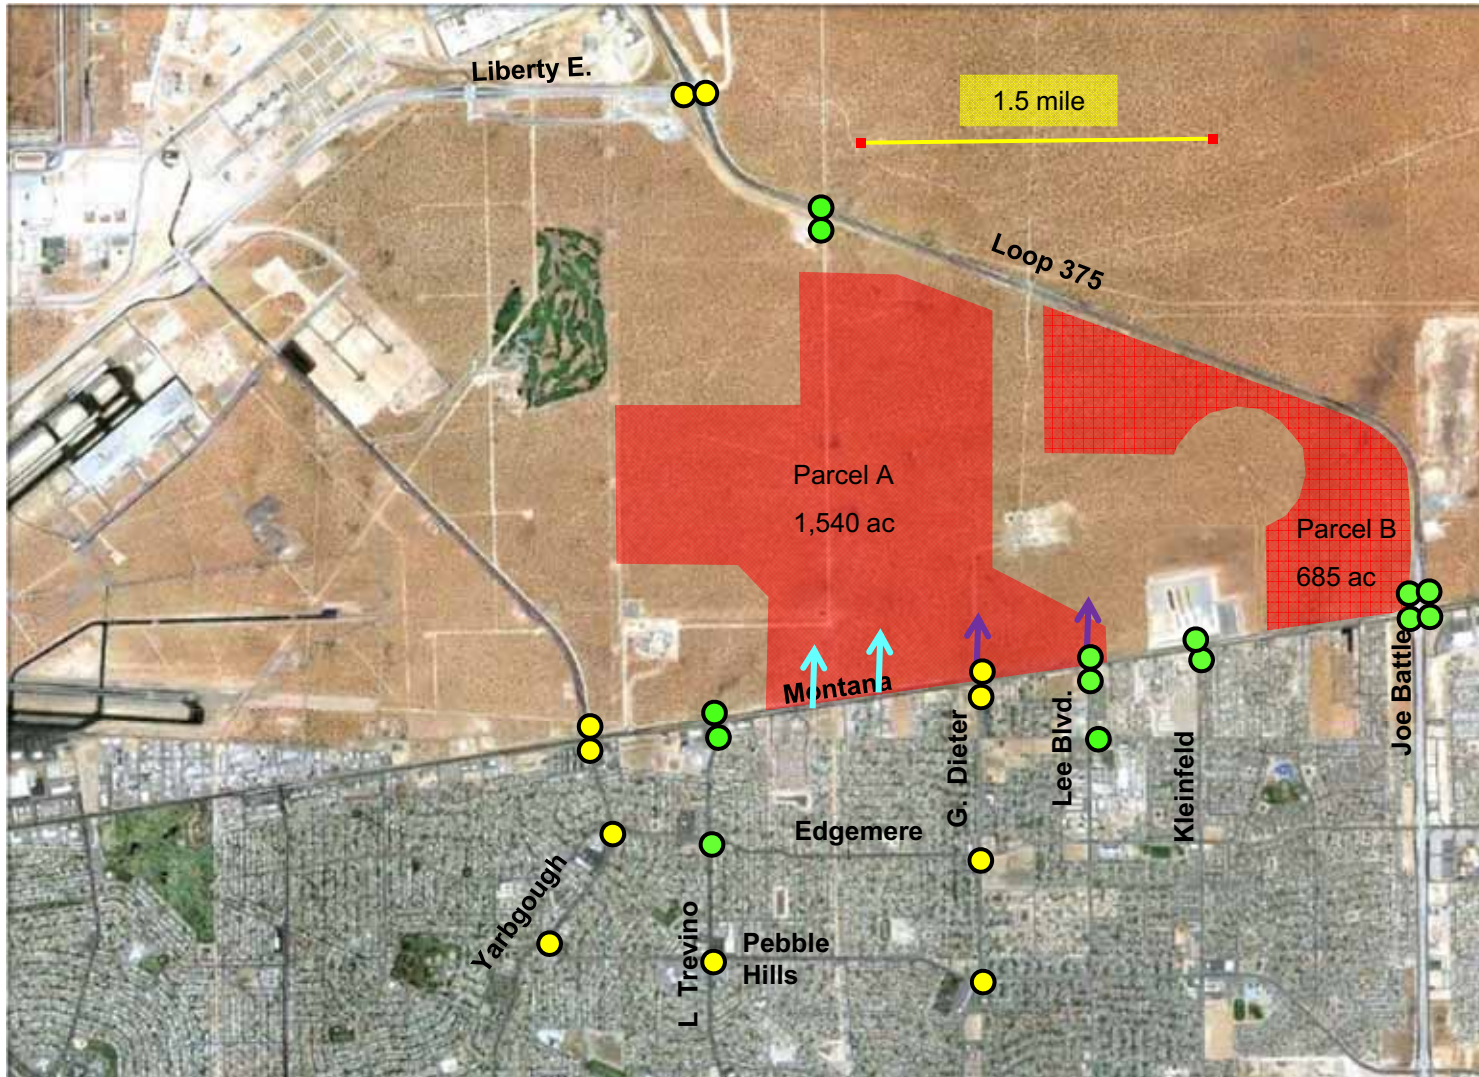 Liberty E.
1.5 mile
Loop 375
Parcel A
1,540 ac
Parcel B
685 ac
Montana
G. Dieter
Lee Blvd.
Kleinfeld
Joe Battle
Edgemere
Yarbgough
L Trevino
Pebble
Hills